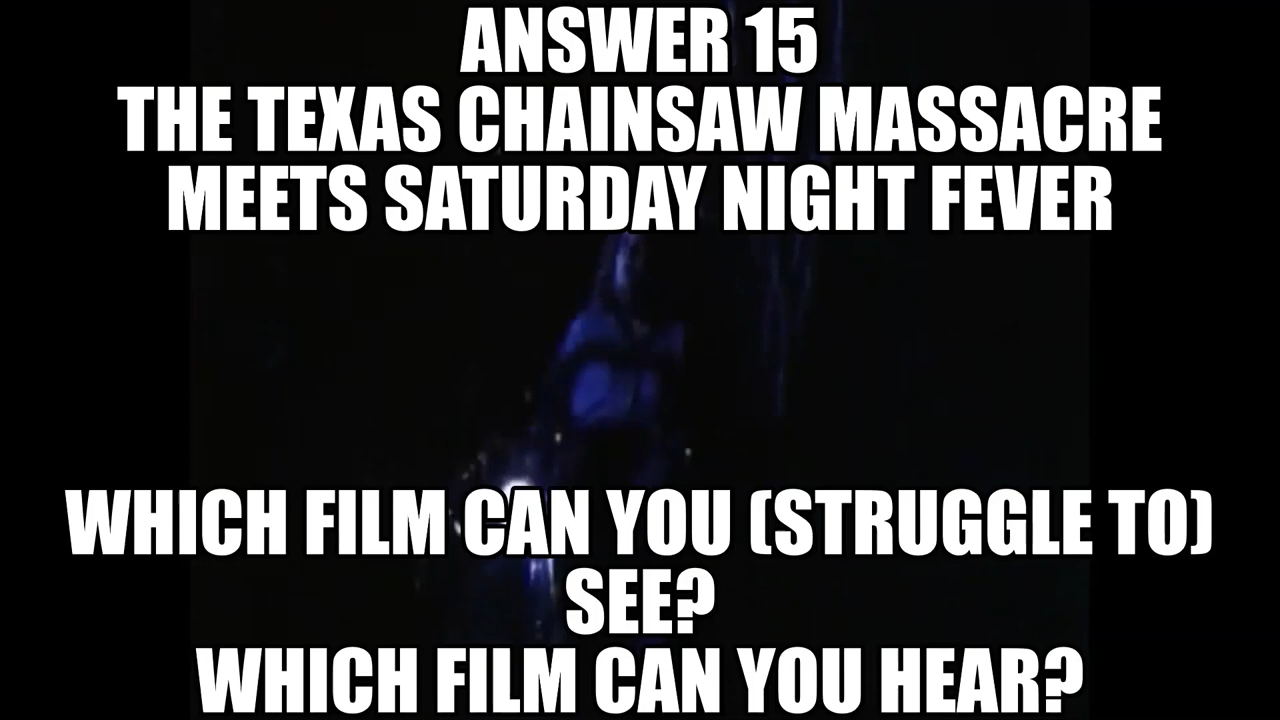 ANSWER 15
THE TEXAS CHAINSAW MASSACRE
MEETS SATURDAY NIGHT FEVER
WHICH FILM CAN YOU (STRUGGLE TO)
SEE?
WHICH FILM CAN YOU HEAR?